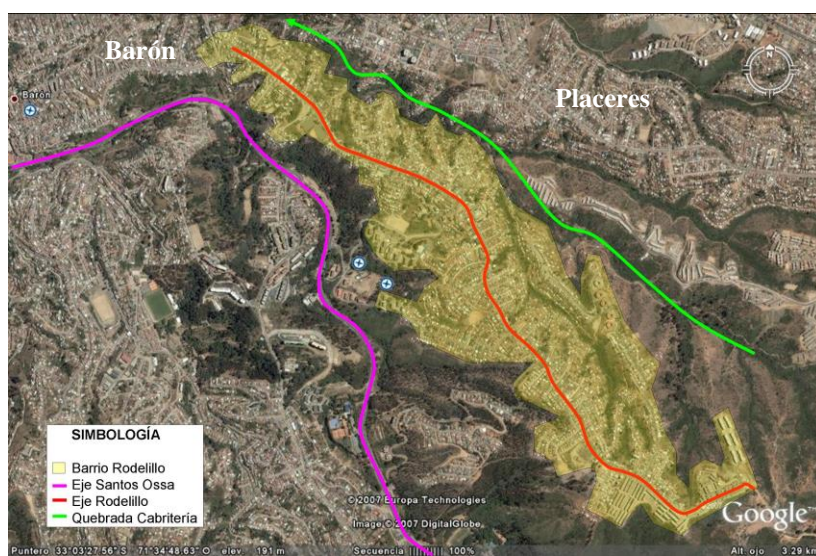 Barón
Placeres
Barón
SIMBOLOGÍA
Barrio Rodelillo
Eje Santos Ossa
Eje Rodelillo
Quebrada Cabritería
© 2007 Europa Technologies
Image © 2007 DigitalGlobe
Google™
Puntero 33°03'27.56" S 71°34'48.63" O elev 191 m Secuencia |||||||||| 100% Alt. ojo 3.29 km